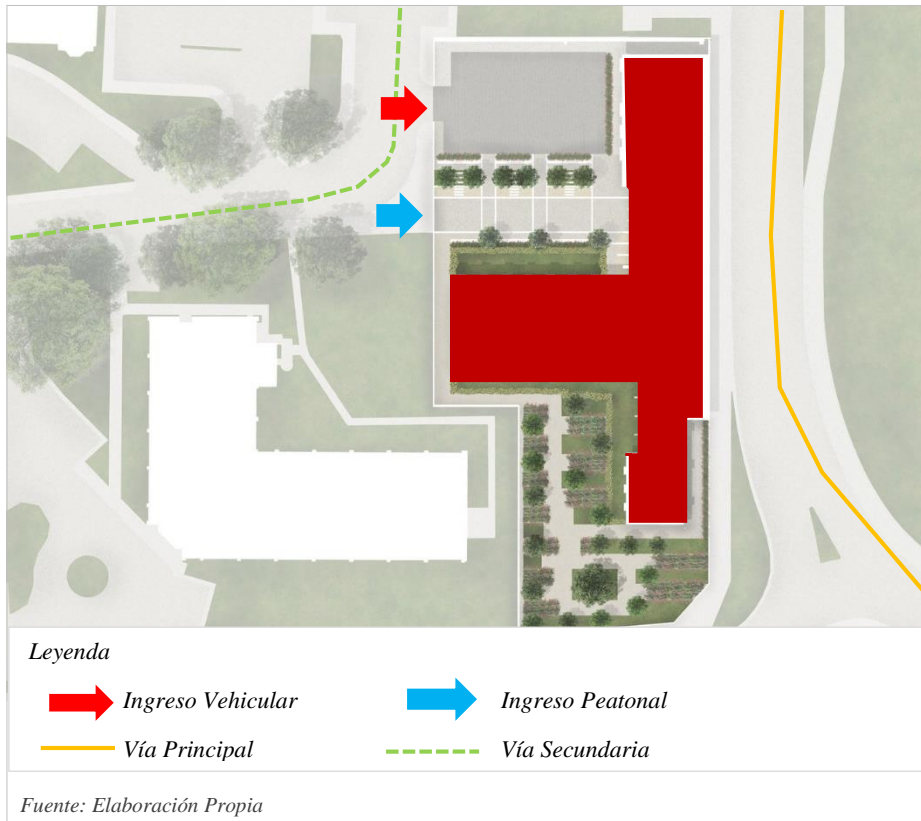 Leyenda
Ingreso Vehicular
Ingreso Peatonal
Vía Principal
Vía Secundaria
Fuente: Elaboración Propia